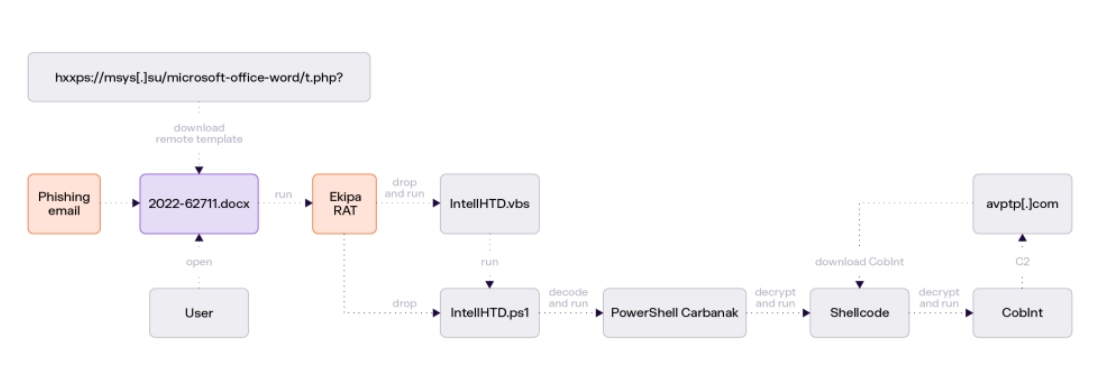 hxxps://msys[.]su/microsoft-office-word/t.php?
download
remote template
Phishing
email
2022-62711.docx
run
Ekipa
RAT
drop
and run
IntellHTD.vbs
avptp[.]com
open
run
download CobInt
C2
User
drop
IntellHTD.ps1
decode
and run
PowerShell Carbanak
decrypt
and run
Shellcode
decrypt
and run
CobInt